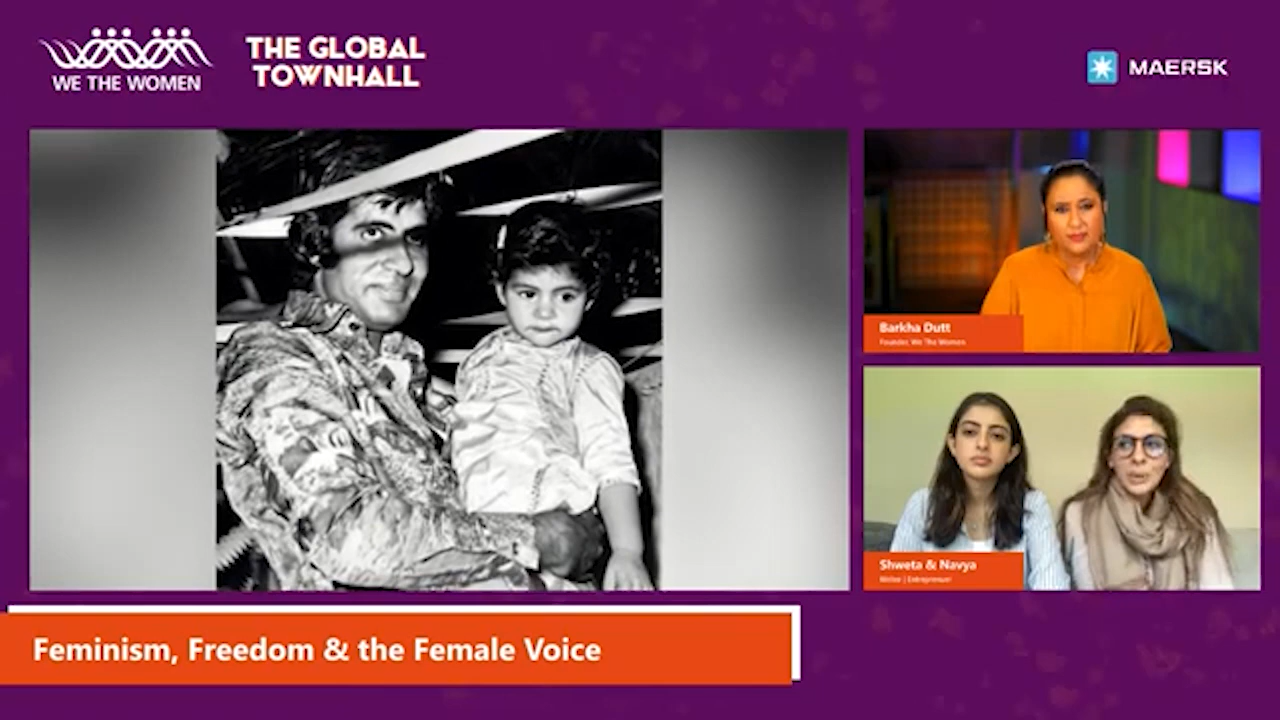 WE THE WOMEN
THE GLOBAL
TOWNHALL
MAERSK
Barkha Dutt
Founder, We The Women
Shweta & Navya
Writer | Entrepreneur
Feminism, Freedom & the Female Voice